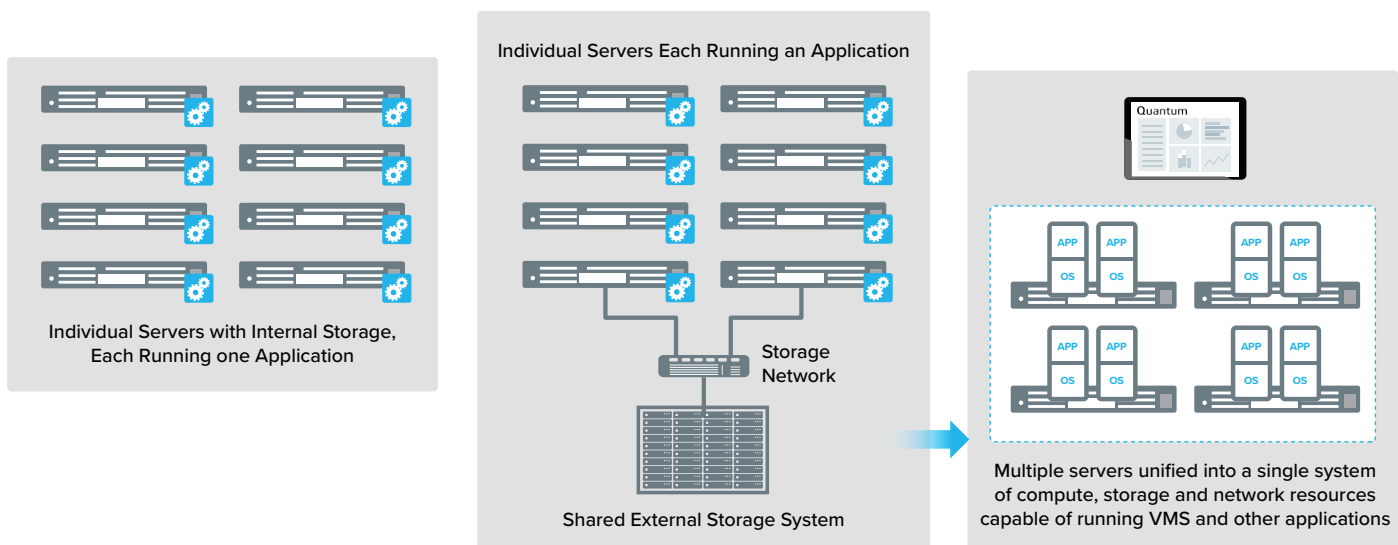 Individual Servers with Internal Storage,
Each Running one Application
Individual Servers Each Running an Application
Storage
Network
Shared External Storage System
Quantum
APP
APP
APP
APP
OS
OS
OS
OS
APP
APP
APP
APP
OS
OS
OS
OS
Multiple servers unified into a single system
of compute, storage and network resources
capable of running VMS and other applications